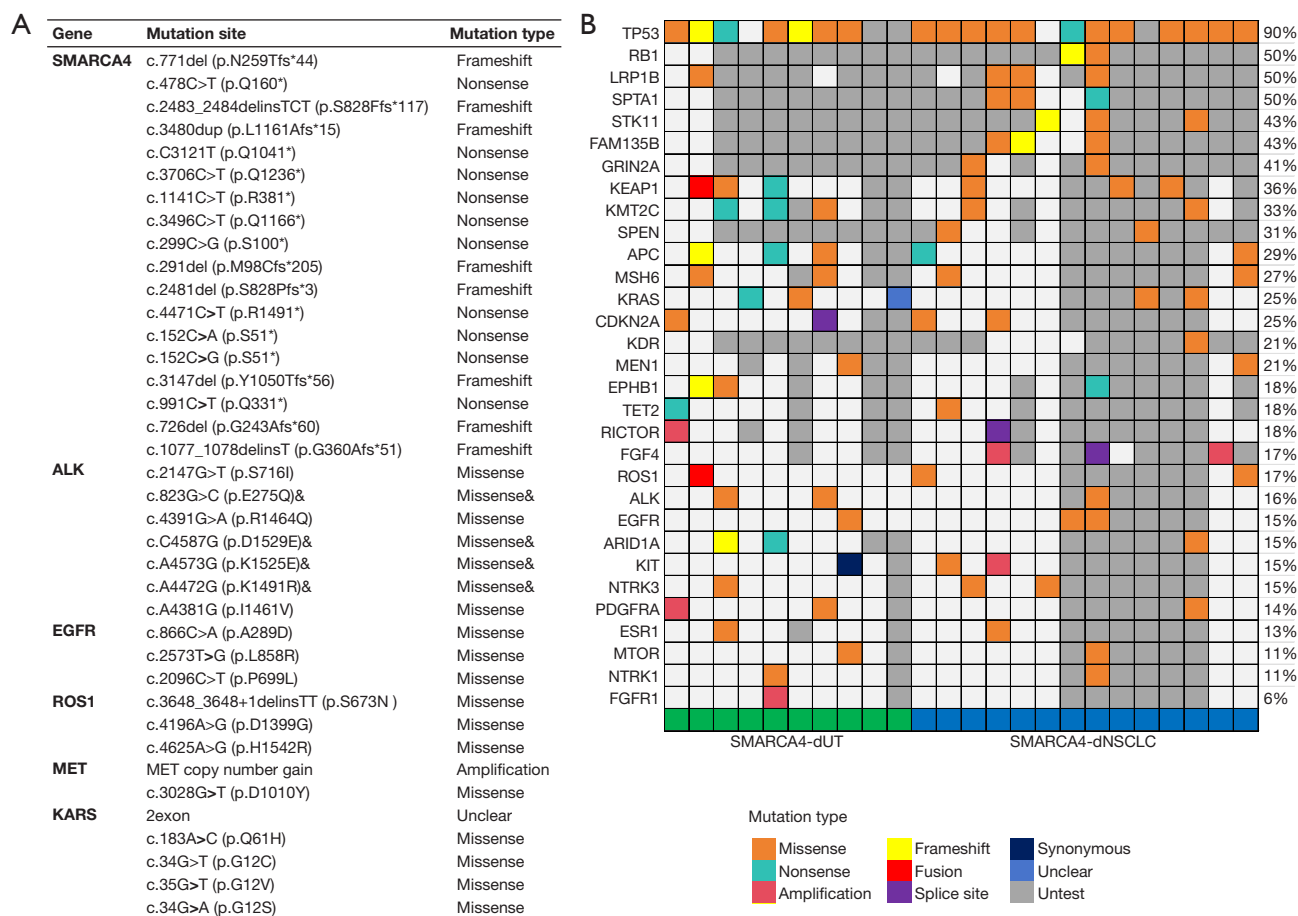 A
Gene Mutation site Mutation type
SMARCA4 c.771del (p.N259Tfs*44) Frameshift
c.478C>T (p.Q160*) Nonsense
c.2483_2484delinsTCT (p.S828Ffs*117) Frameshift
c.3480dup (p.L1161Afs*15) Frameshift
c.C3121T (p.Q1041*) Nonsense
c.3706C>T (p.Q1236*) Nonsense
c.1141C>T (p.R381*) Nonsense
c.3496C>T (p.Q1166*) Nonsense
c.299C>G (p.S100*) Nonsense
c.291del (p.M98Cfs*205) Frameshift
c.2481del (p.S828Pfs*3) Frameshift
c.4471C>T (p.R1491*) Nonsense
c.152C>A (p.S51*) Nonsense
c.152C>G (p.S51*) Nonsense
c.3147del (p.Y1050Tfs*56) Frameshift
c.991C>T (p.Q331*) Nonsense
c.726del (p.G243Afs*60) Frameshift
c.1077_1078delinsT (p.G360Afs*51) Frameshift
ALK c.2147G>T (p.S716I) Missense
c.823G>C (p.E275Q)& Missense&
c.4391G>A (p.R1464Q) Missense
c.C4587G (p.D1529E)& Missense&
c.A4573G (p.K1525E)& Missense&
c.A4472G (p.K1491R)& Missense&
c.A4381G (p.I1461V) Missense
EGFR c.866C>A (p.A289D) Missense
c.2573T>G (p.L858R) Missense
c.2096C>T (p.P699L) Missense
ROS1 c.3648_3648+1delinsTT (p.S673N ) Missense
c.4196A>G (p.D1399G) Missense
c.4625A>G (p.H1542R) Missense
MET MET copy number gain Amplification
c.3028G>T (p.D1010Y) Missense
KARS 2exon Unclear
c.183A>C (p.Q61H) Missense
c.34G>T (p.G12C) Missense
c.35G>T (p.G12V) Missense
c.34G>A (p.G12S) Missense
B
TP53 90%
RB1 50%
LRP1B 50%
SPTA1 50%
STK11 43%
FAM135B 43%
GRIN2A 41%
KEAP1 36%
KMT2C 33%
SPEN 31%
APC 29%
MSH6 27%
KRAS 25%
CDKN2A 25%
KDR 21%
MEN1 21%
EPHB1 18%
TET2 18%
RICTOR 18%
FGF4 17%
ROS1 17%
ALK 16%
EGFR 15%
ARID1A 15%
KIT 15%
NTRK3 15%
PDGFRA 14%
ESR1 13%
MTOR 11%
NTRK1 11%
FGFR1 6%
SMARCA4-dUT SMARCA4-dNSCLC
Mutation type
Missense Frameshift Synonymous
Nonsense Fusion Unclear
Amplification Splice site Untest